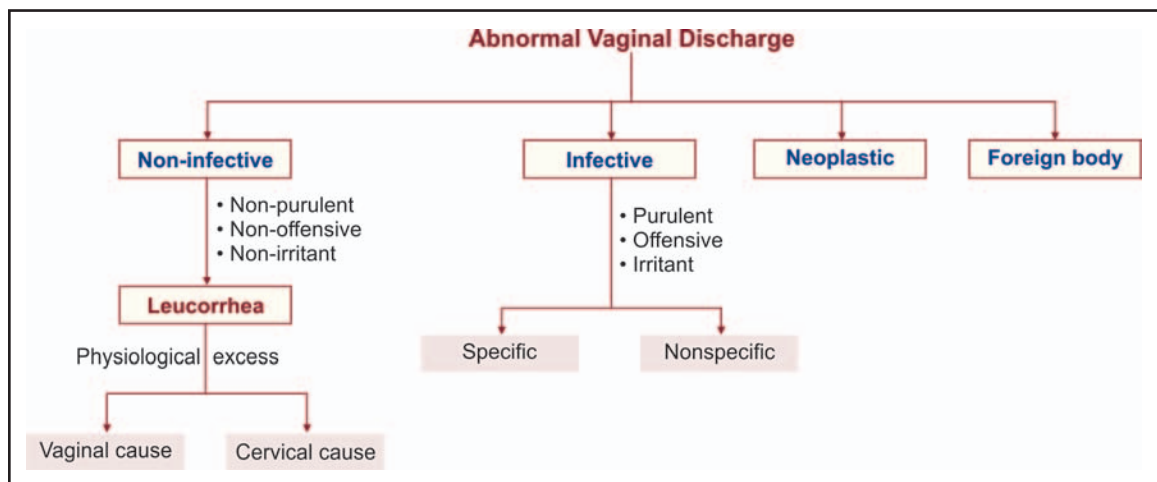 Abnormal Vaginal Discharge
Non-infective
Infective
Neoplastic
Foreign body
• Non-purulent
• Non-offensive
• Non-irritant
• Purulent
• Offensive
• Irritant
Leucorrhea
Physiological excess
Specific
Nonspecific
Vaginal cause
Cervical cause